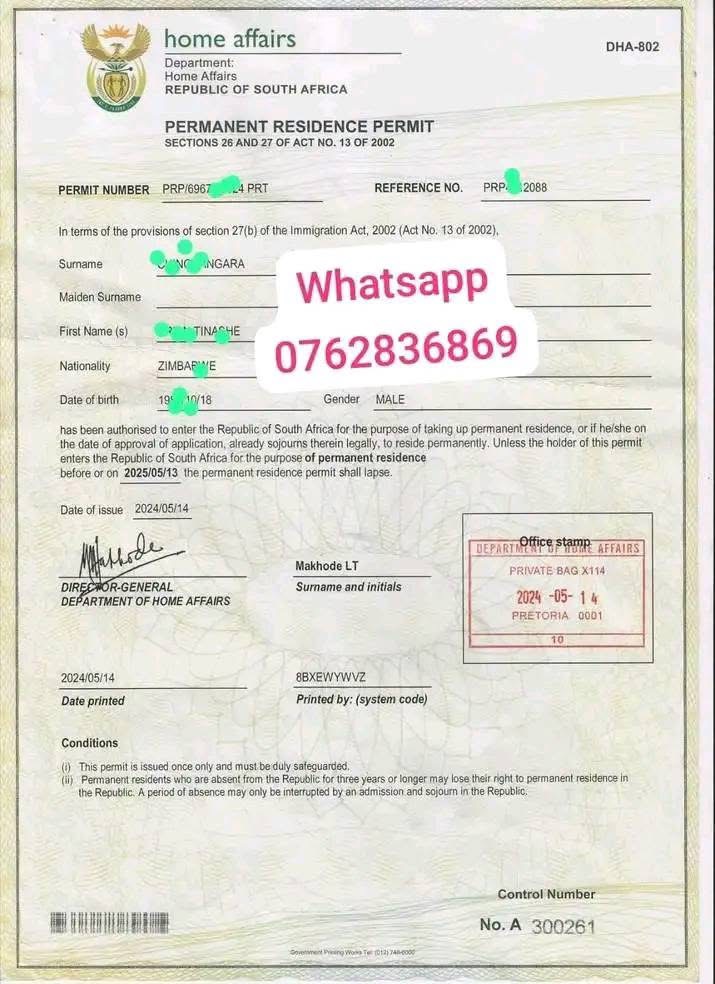 home affairs
DHA-802
Department:
Home Affairs
REPUBLIC OF SOUTH AFRICA
PERMANENT RESIDENCE PERMIT
SECTIONS 26 AND 27 OF ACT NO. 13 OF 2002
PERMIT NUMBER PRP/696 4 PRT REFERENCE NO. PRP 2088
In terms of the provisions of section 27(b) of the Immigration Act, 2002 (Act No. 13 of 2002),
Surname NGARA
Whatsapp
Maiden Surname
First Name (s) TINASHE
0762836869
Nationality ZIMBABWE
Date of birth 19 10/18 Gender MALE
has been authorised to enter the Republic of South Africa for the purpose of taking up permanent residence, or if he/she on
the date of approval of application, already sojourns therein legally, to reside permanently. Unless the holder of this permit
enters the Republic of South Africa for the purpose of permanent residence
before or on 2025/05/13 the permanent residence permit shall lapse.
Date of issue 2024/05/14
Office stamp
DEPARTMENT OF HOME AFFAIRS
PRIVATE BAG X114
2024 -05- 14
PRETORIA 0001
10
Makhode LT
DIRECTOR-GENERAL Surname and initials
DEPARTMENT OF HOME AFFAIRS
2024/05/14 8BXEWYWVZ
Date printed Printed by: (system code)
Conditions
(i) This permit is issued once only and must be duly safeguarded.
(ii) Permanent residents who are absent from the Republic for three years or longer may lose their right to permanent residence in
the Republic. A period of absence may only be interrupted by an admission and sojourn in the Republic.
Control Number
No. A 300261
Government Printing Works Tel: (012) 748-6000